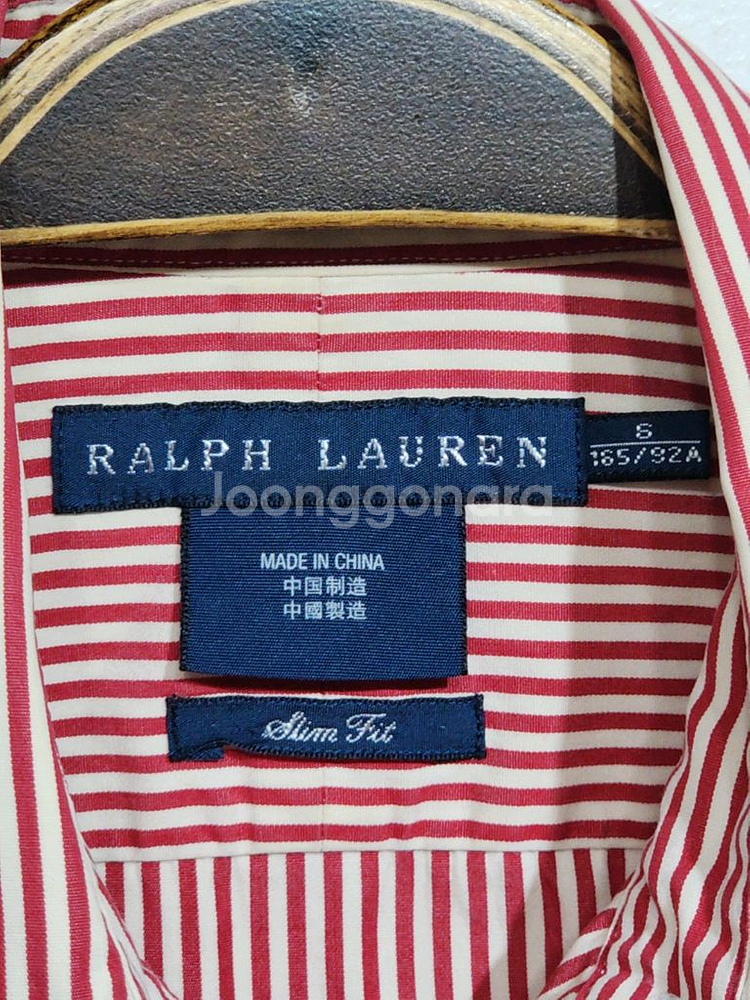 RALPH LAUREN
6
165/92A
Joonggonara
MADE IN CHINA
中国制造
中國製造
Slim Fit